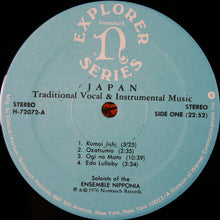 EXPLORER
nonesuch
n
SERIES
JAPAN
Traditional Vocal & Instrumental Music
STEREO
H-72072-A
STEREO
SIDE ONE (22:52)
1. Kumoi Jishi (5:25)
2. Ozatsuma (2:35)
3. Ogi no Mato (10:39)
4. Edo Lullaby (3:57)
Soloists of the
ENSEMBLE NIPPONIA
℗ © 1976 Nonesuch Records